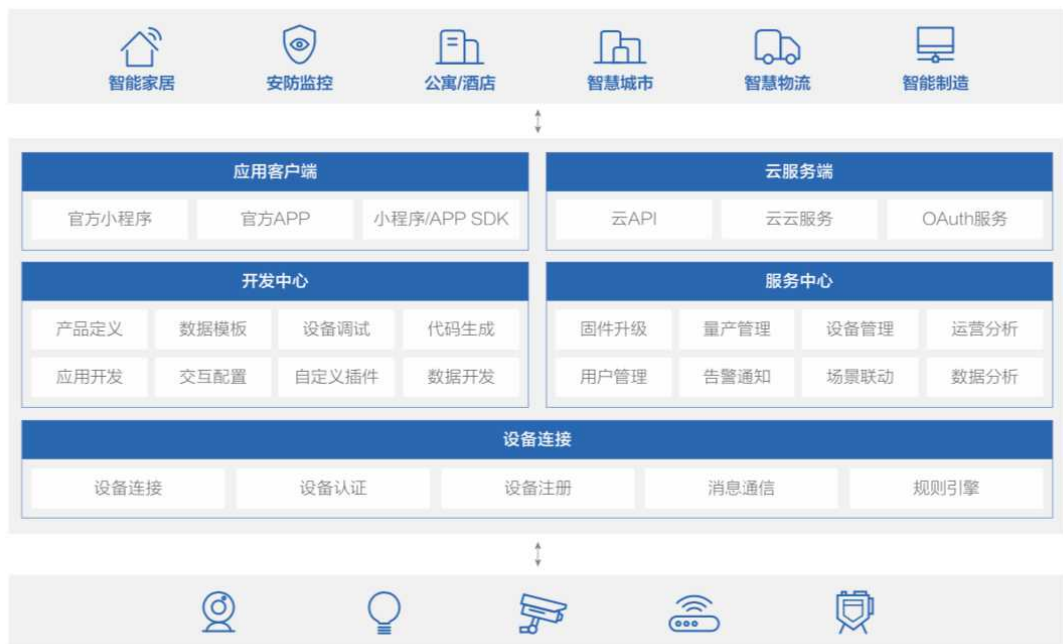 智能家居 安防监控 公寓/酒店 智慧城市 智慧物流 智能制造
应用客户端
官方小程序 官方APP 小程序/APP SDK
云服务端
云API 云云服务 OAuth服务
开发中心
产品定义 数据模板 设备调试 代码生成
应用开发 交互配置 自定义插件 数据开发
服务中心
固件升级 量产管理 设备管理 运营分析
用户管理 告警通知 场景联动 数据分析
设备连接
设备连接 设备认证 设备注册 消息通信 规则引擎